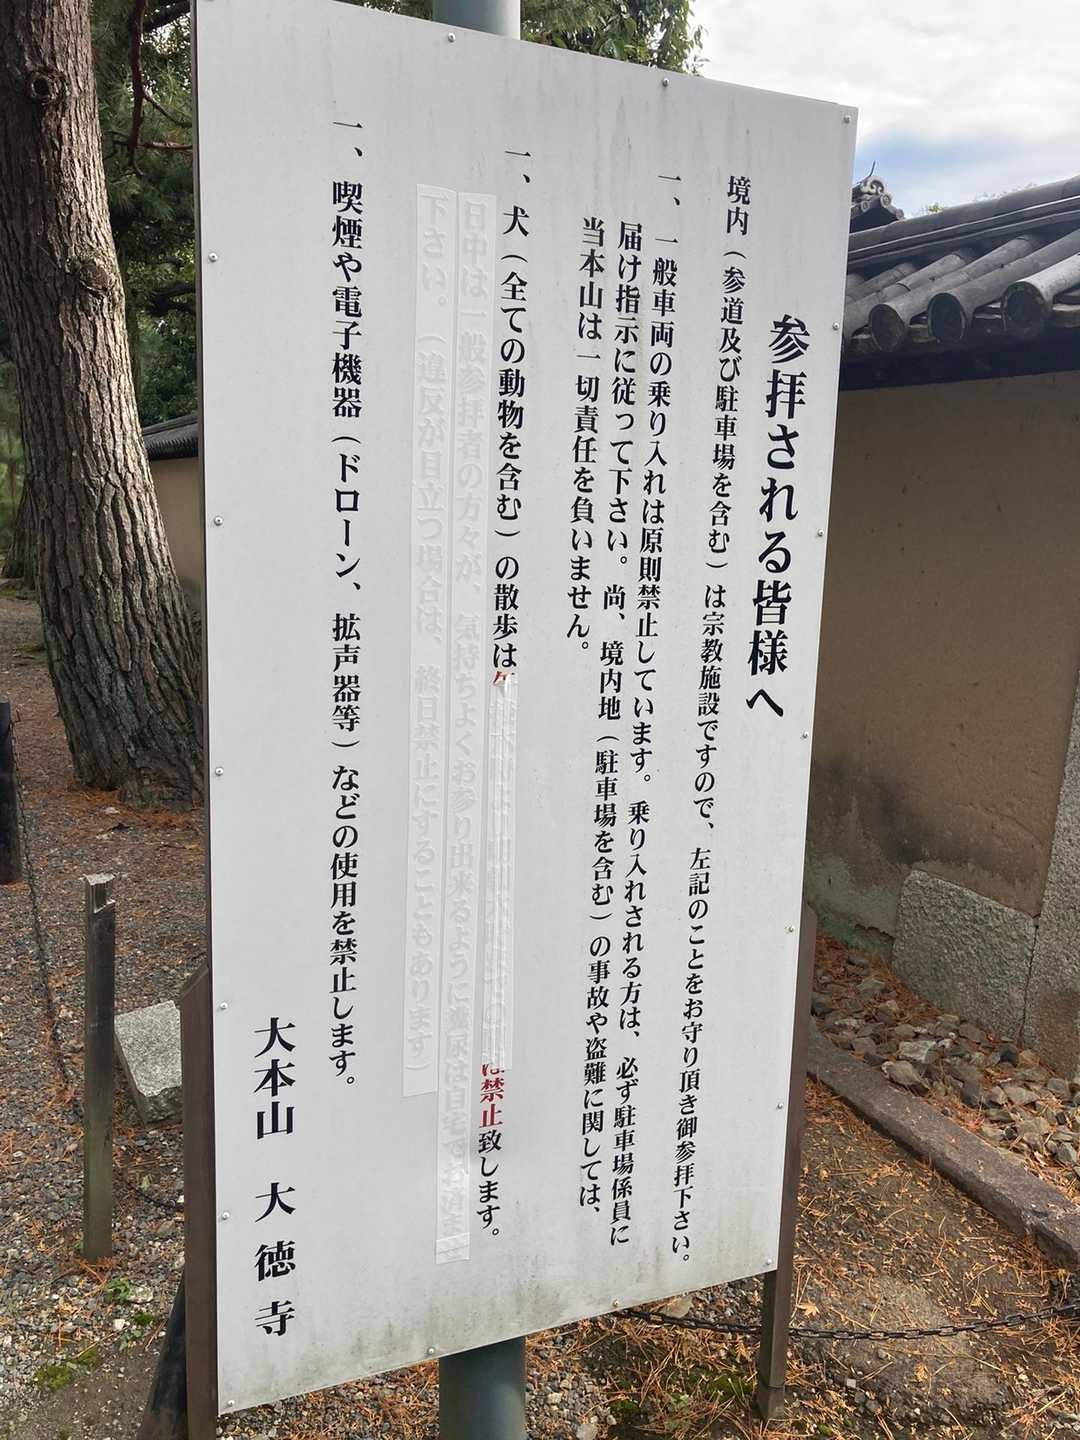 参拝される皆様へ
境内（参道及び駐車場を含む）は宗教施設ですので、左記のことをお守り頂き御参拝下さい。
一、一般車両の乗り入れは原則禁止しています。乗り入れされる方は、必ず駐車場係員に
届け指示に従って下さい。尚、境内地（駐車場を含む）の事故や盗難に関しては、
当本山は一切責任を負いません。
一、犬（全ての動物を含む）の散歩は は禁止致します。
日中は一般参拝者の方々が、気持ちよくお参り出来るように糞尿は自宅でお済ませ
下さい。（違反が目立つ場合は、終日禁止にすることもあります）
一、喫煙や電子機器（ドローン、拡声器等）などの使用を禁止します。
大本山 大徳寺